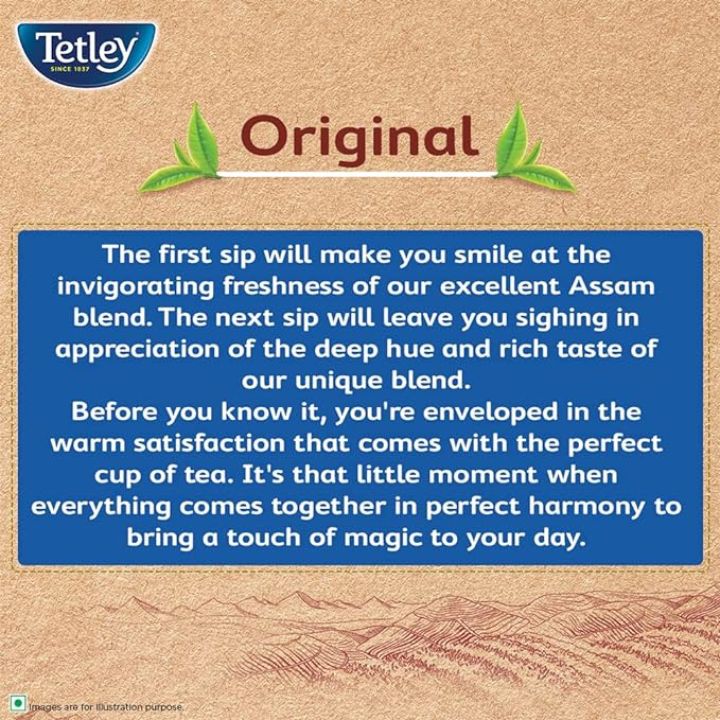 Tetley
SINCE 1837
Original
The first sip will make you smile at the
invigorating freshness of our excellent Assam
blend. The next sip will leave you sighing in
appreciation of the deep hue and rich taste of
our unique blend.
Before you know it, you're enveloped in the
warm satisfaction that comes with the perfect
cup of tea. It's that little moment when
everything comes together in perfect harmony to
bring a touch of magic to your day.
Images are for Illustration purpose.